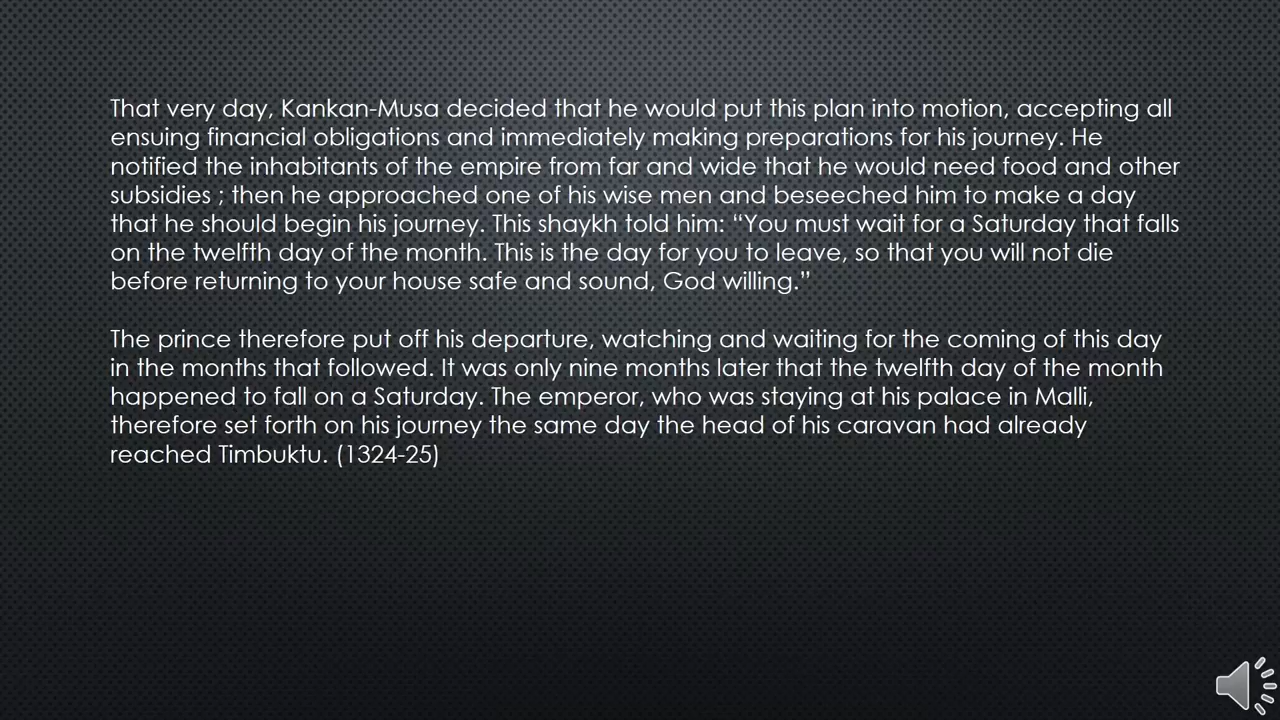 That very day, Kankan-Musa decided that he would put this plan into motion, accepting all
ensuing financial obligations and immediately making preparations for his journey. He
notified the inhabitants of the empire from far and wide that he would need food and other
subsidies ; then he approached one of his wise men and beseeched him to make a day
that he should begin his journey. This shaykh told him: “You must wait for a Saturday that falls
on the twelfth day of the month. This is the day for you to leave, so that you will not die
before returning to your house safe and sound, God willing.”
The prince therefore put off his departure, watching and waiting for the coming of this day
in the months that followed. It was only nine months later that the twelfth day of the month
happened to fall on a Saturday. The emperor, who was staying at his palace in Malli,
therefore set forth on his journey the same day the head of his caravan had already
reached Timbuktu. (1324-25)